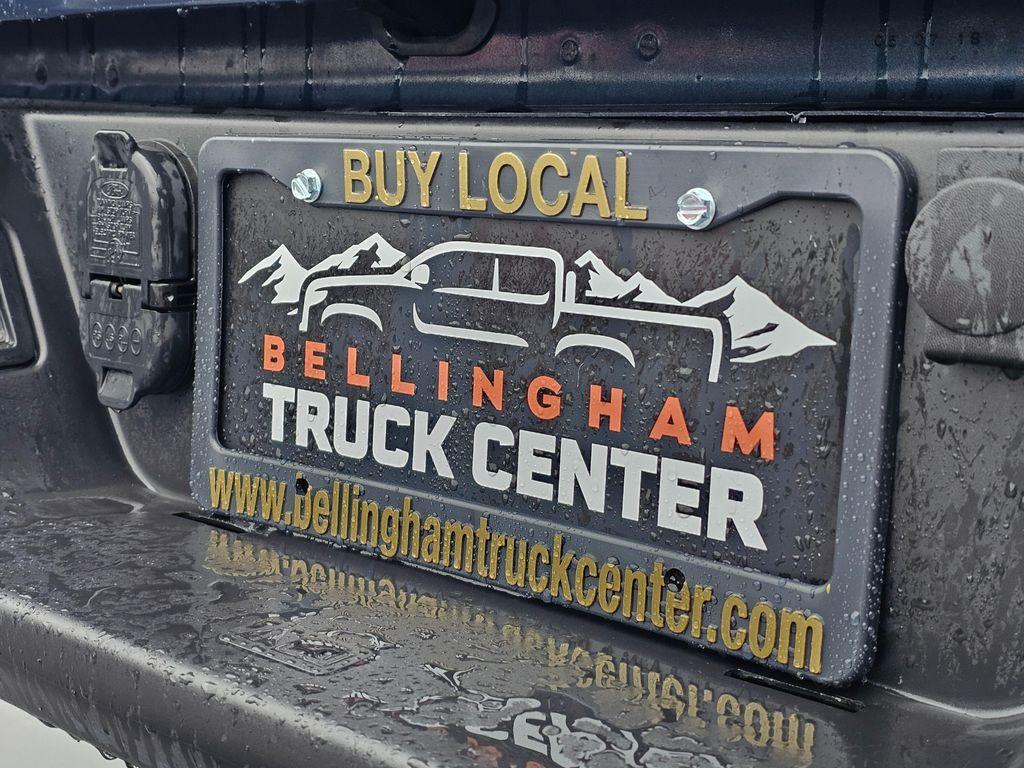 BUY LOCAL
BELLINGHAM
TRUCK CENTER
www.bellinghamtruckcenter.com